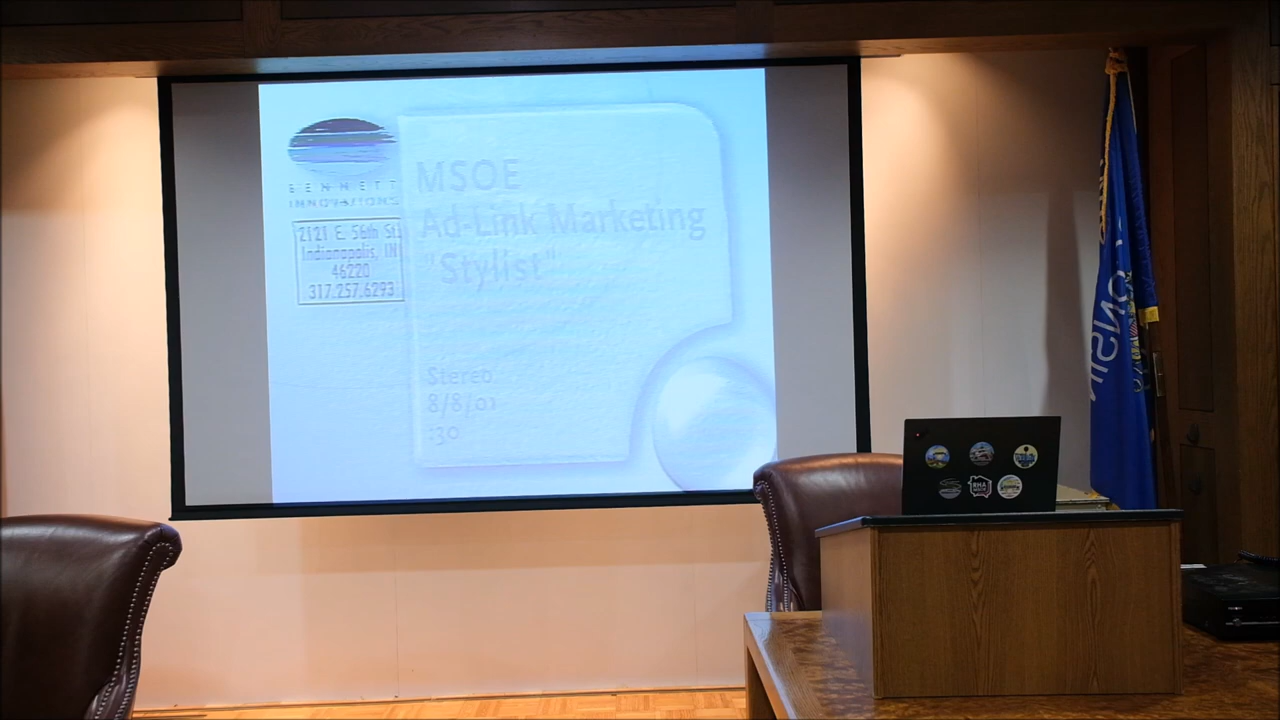 BENNETT
INNOVATIONS
2121 E. 56th St.
Indianapolis, IN
46220
317.257.6293
MSOE
Ad-Link Marketing
"Stylist"
Stereo
8/8/01
:30
RHA